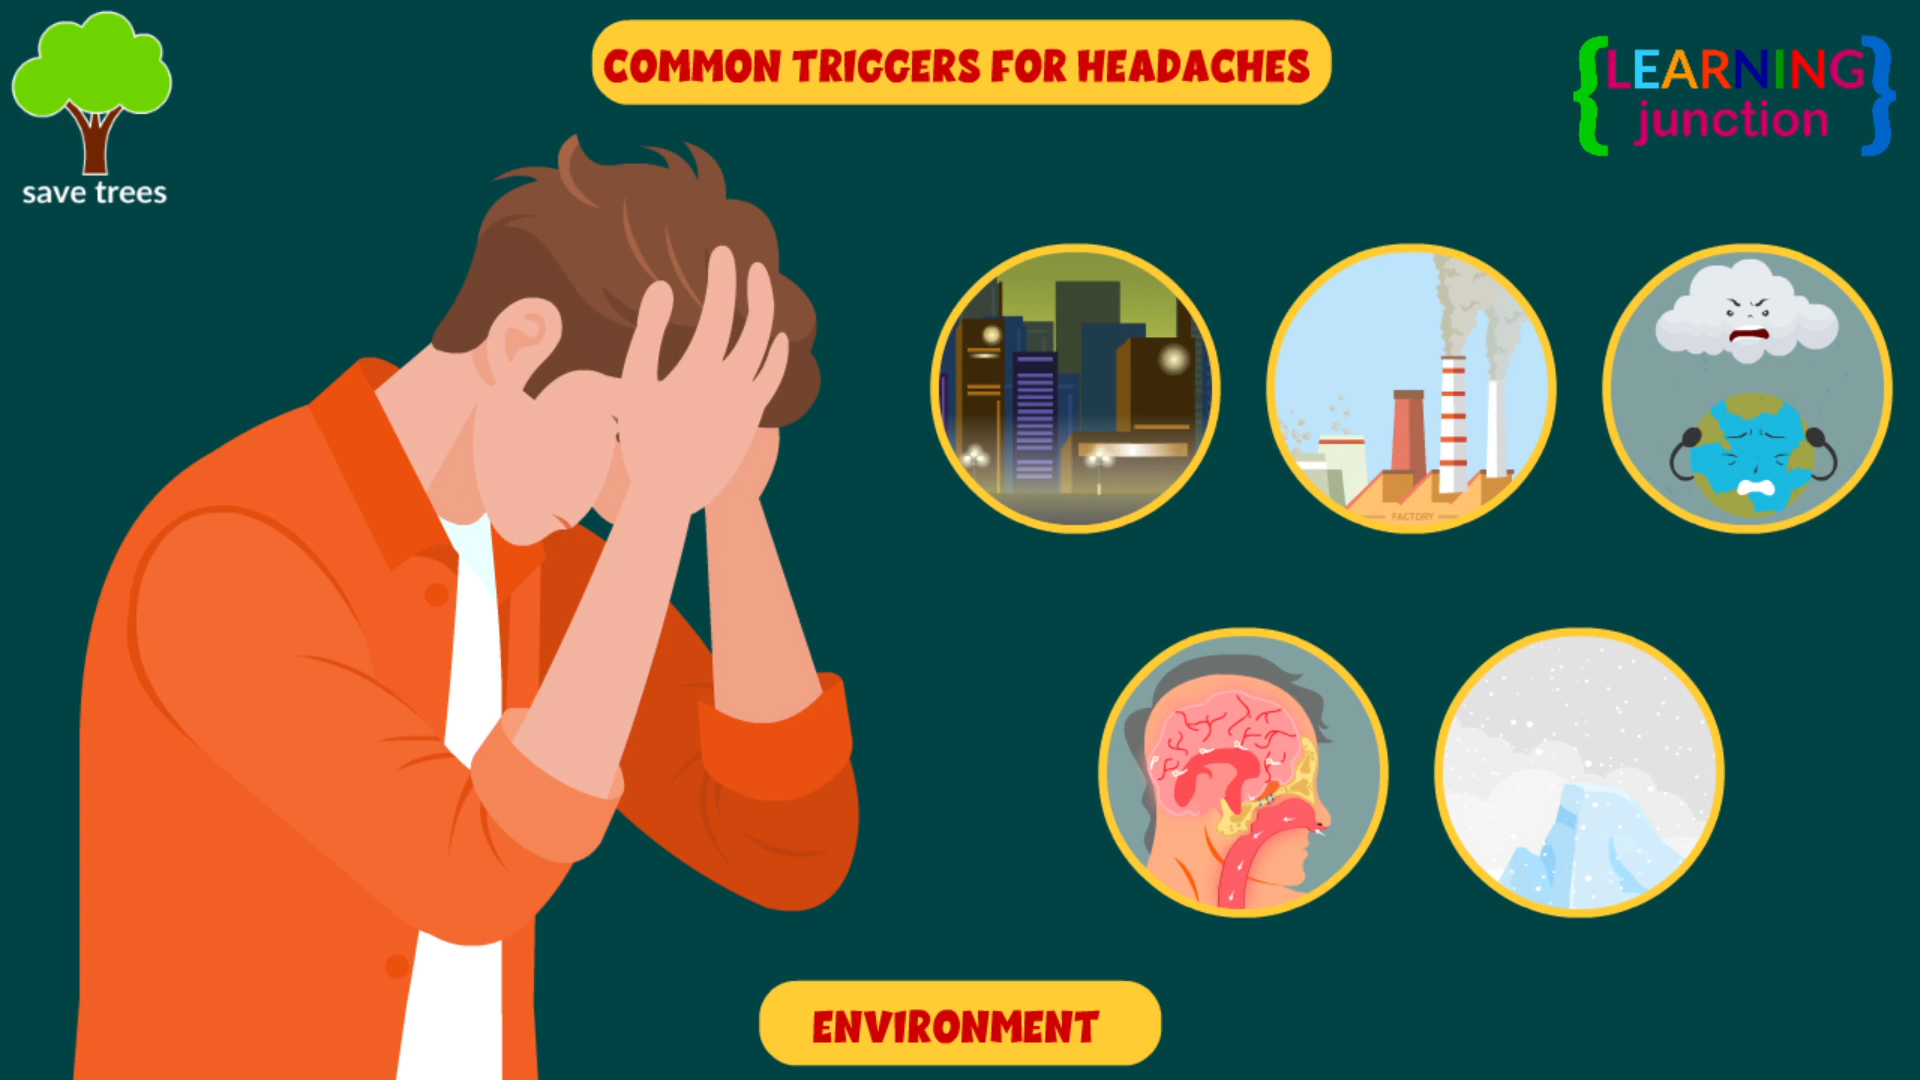 COMMON TRIGGERS FOR HEADACHES
{LEARNING
junction}
save trees
FACTORY
ENVIRONMENT